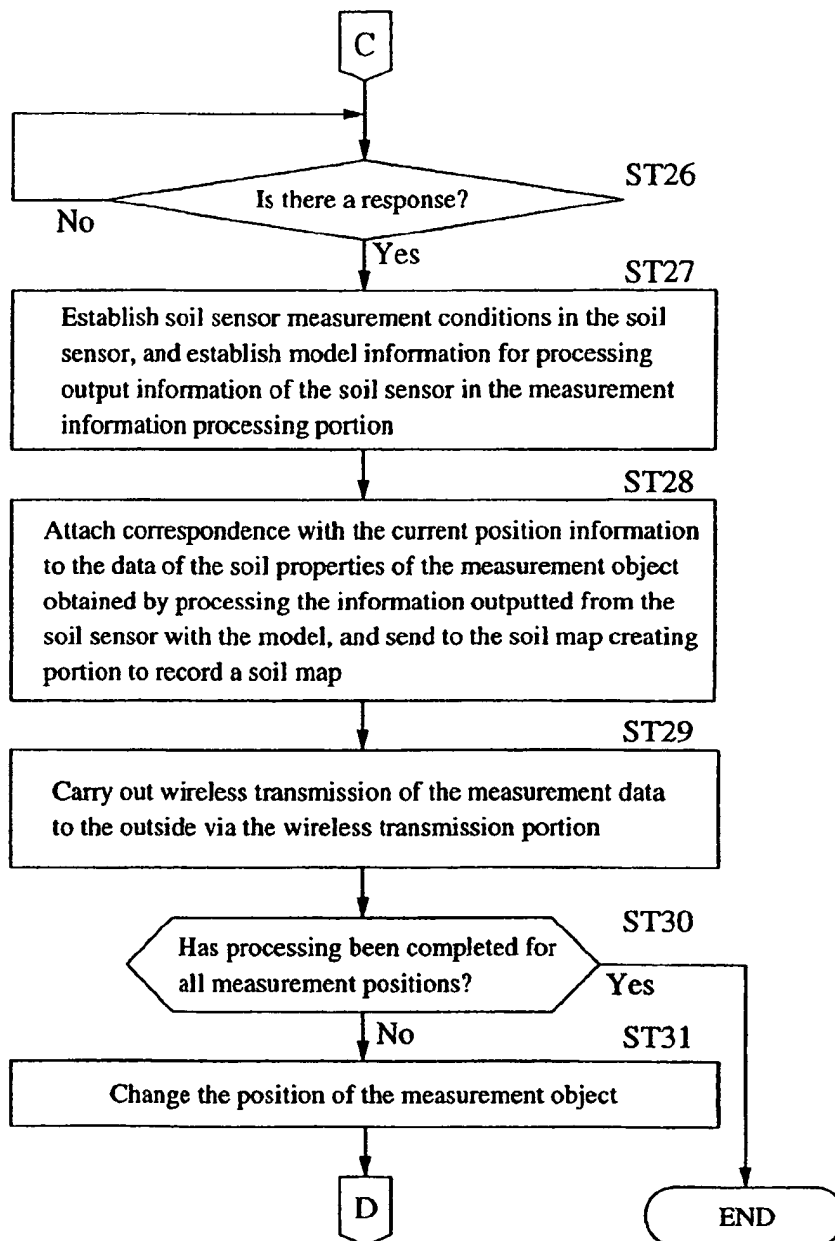 C
ST26
Is there a response?
No
Yes
ST27
Establish soil sensor measurement conditions in the soil
sensor, and establish model information for processing
output information of the soil sensor in the measurement
information processing portion
ST28
Attach correspondence with the current position information
to the data of the soil properties of the measurement object
obtained by processing the information outputted from the
soil sensor with the model, and send to the soil map creating
portion to record a soil map
ST29
Carry out wireless transmission of the measurement data
to the outside via the wireless transmission portion
ST30
Has processing been completed for
all measurement positions?
Yes
No
ST31
Change the position of the measurement object
D
END